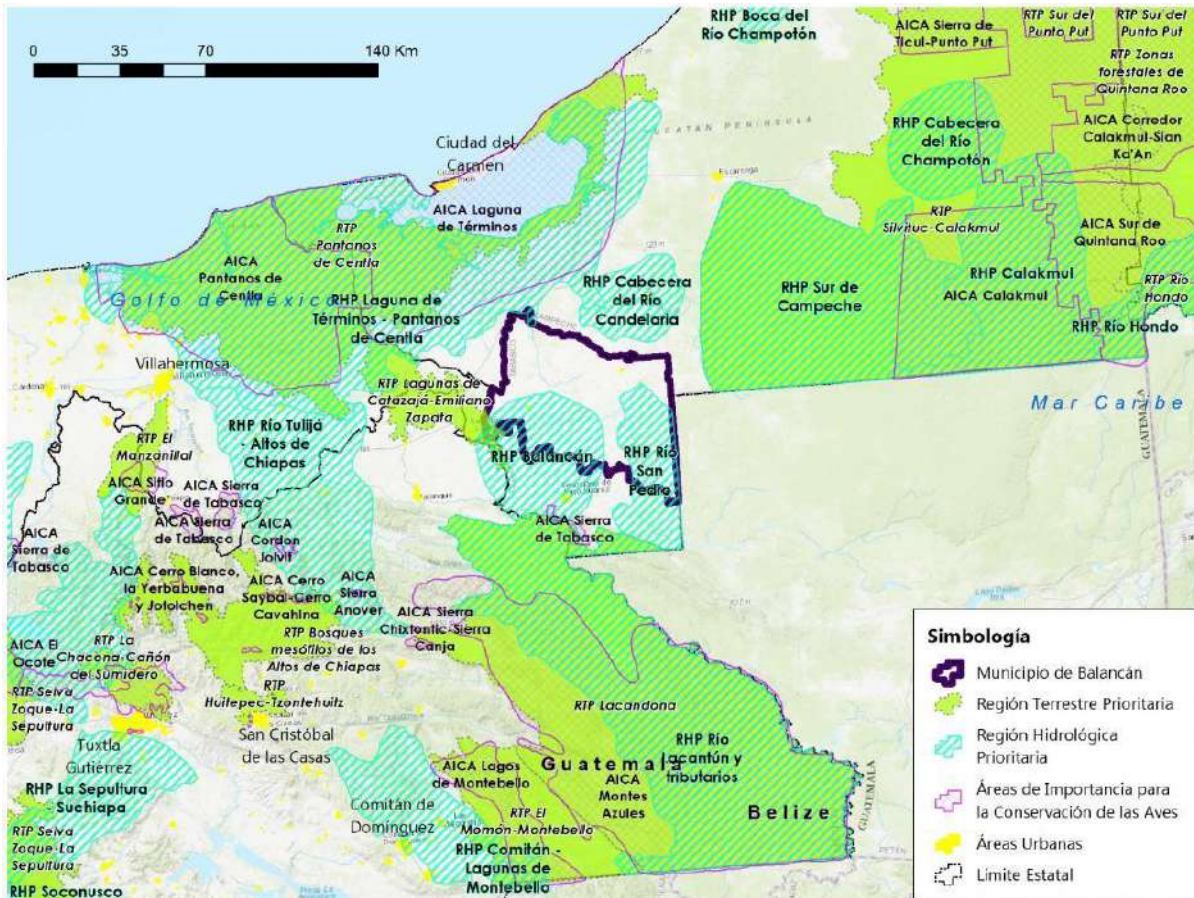 0 35 70 140 Km
RHP Boca del
Río Champotón
AICA Sierra de
Ticul-Punto Put
RTP Sur del
Punto Put
RTP Sur del
Punto Put
RTP Zonas
forestales de
Quintana Roo
AICA Corredor
Calakmul-Sian
Ka'An
RHP Cabecera
del Río
Champotón
YUCATÁN PENINSULA
Ciudad del
Carmen
Escárcega
AICA Laguna
de Términos
RTP
Pantanos
de Centla
AICA
Pantanos de
Centla
Golfo de México
RHP Laguna de
Términos - Pantanos
de Centla
RHP Cabecera
del Río
Candelaria
RHP Sur de
Campeche
RTP
Silvituc-Calakmul
AICA Sur de
Quintana Roo
RHP Calakmul
AICA Calakmul
RTP Río
Hondo
RHP Río Hondo
Mar Caribe
GUATEMALA
CAMPECHE
Villahermosa
RTP Lagunas de
Catazajá-Emiliano
Zapata
RHP Río Tulijá
- Altos de
Chiapas
RTP El
Manzanillal
RHP Balancán
RHP Río
San
Pedro
AICA Sitio
Grande
AICA Sierra
de Tabasco
AICA Sierra
de Tabasco
AICA
Cordon
Jolvit
AICA
Sierra de
Tabasco
AICA Sierra
de Tabasco
AICA Cerro Blanco,
la Yerbabuena
y Jotolchen
AICA Cerro
Saybal-Cerro
Cavahlna
AICA
Sierra
Anover
AICA Sierra
Chixtontic-Sierra
Canja
AICA El
Ocote
RTP La
Chacona-Cañón
del Sumidero
RTP Bosques
mesófilos de los
Altos de Chiapas
RTP Selva
Zoque-La
Sepultura
RTP
Huitepec-Tzontehuitz
Tuxtla
Gutiérrez
San Cristóbal
de las Casas
RTP Lacandona
RHP Río
Lacantún y
tributarios
Guatemala
AICA Lagos
de Montebello
AICA
Montes
Azules
Belize
RHP La Sepultura
Suchiapa
Comitán de
Domínguez
RTP El
Momón-Montebello
RTP Selva
Zoque-La
Sepultura
RHP Comitán -
Lagunas de
Montebello
RHP Soconusco
GUATEMALA
PETÉN
Simbología
Municipio de Balancán
Región Terrestre Prioritaria
Región Hidrológica
Prioritaria
Áreas de Importancia para
la Conservación de las Aves
Áreas Urbanas
Límite Estatal